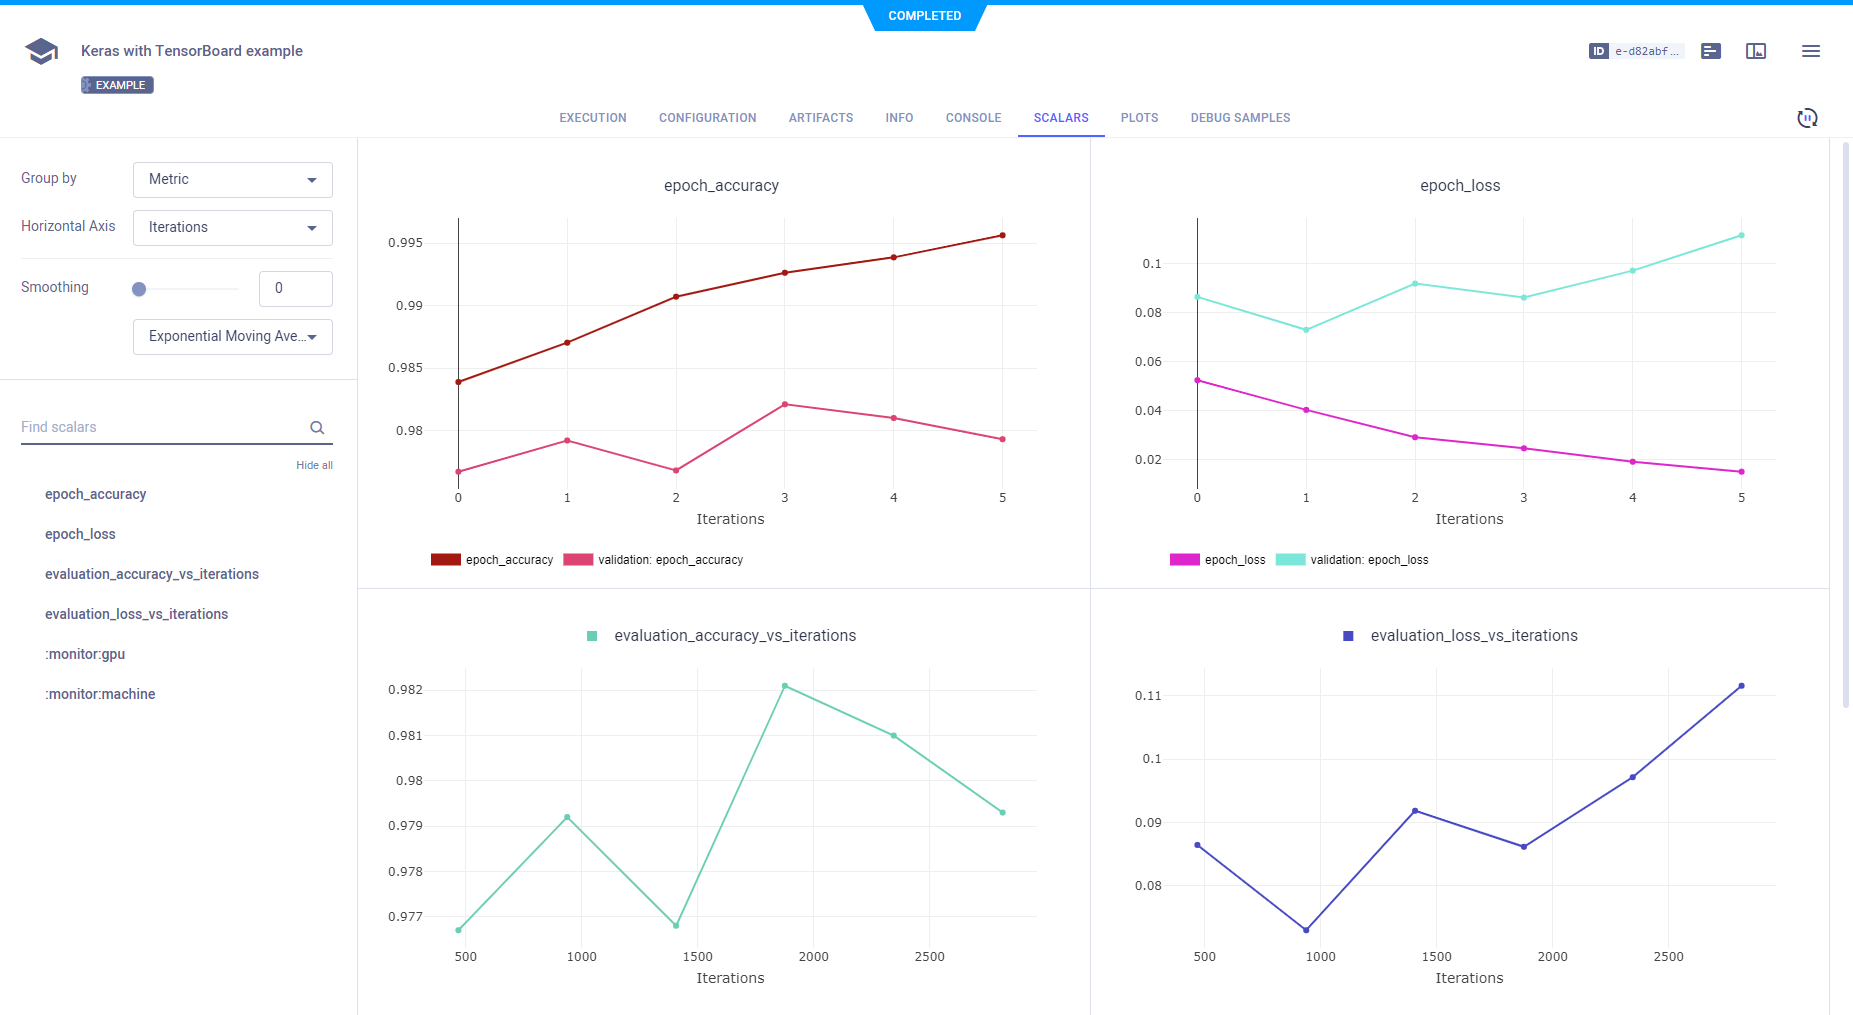 COMPLETED
Keras with TensorBoard example
EXAMPLE
ID e-d82abf...
EXECUTION CONFIGURATION ARTIFACTS INFO CONSOLE SCALARS PLOTS DEBUG SAMPLES
Group by Metric
Horizontal Axis Iterations
Smoothing 0
Exponential Moving Ave...
Find scalars
Hide all
epoch_accuracy
epoch_loss
evaluation_accuracy_vs_iterations
evaluation_loss_vs_iterations
:monitor:gpu
:monitor:machine
epoch_accuracy
0.995
0.99
0.985
0.98
0 1 2 3 4 5
Iterations
epoch_accuracy validation: epoch_accuracy
epoch_loss
0.1
0.08
0.06
0.04
0.02
0 1 2 3 4 5
Iterations
epoch_loss validation: epoch_loss
evaluation_accuracy_vs_iterations
0.982
0.981
0.98
0.979
0.978
0.977
500 1000 1500 2000 2500
Iterations
evaluation_loss_vs_iterations
0.11
0.1
0.09
0.08
500 1000 1500 2000 2500
Iterations